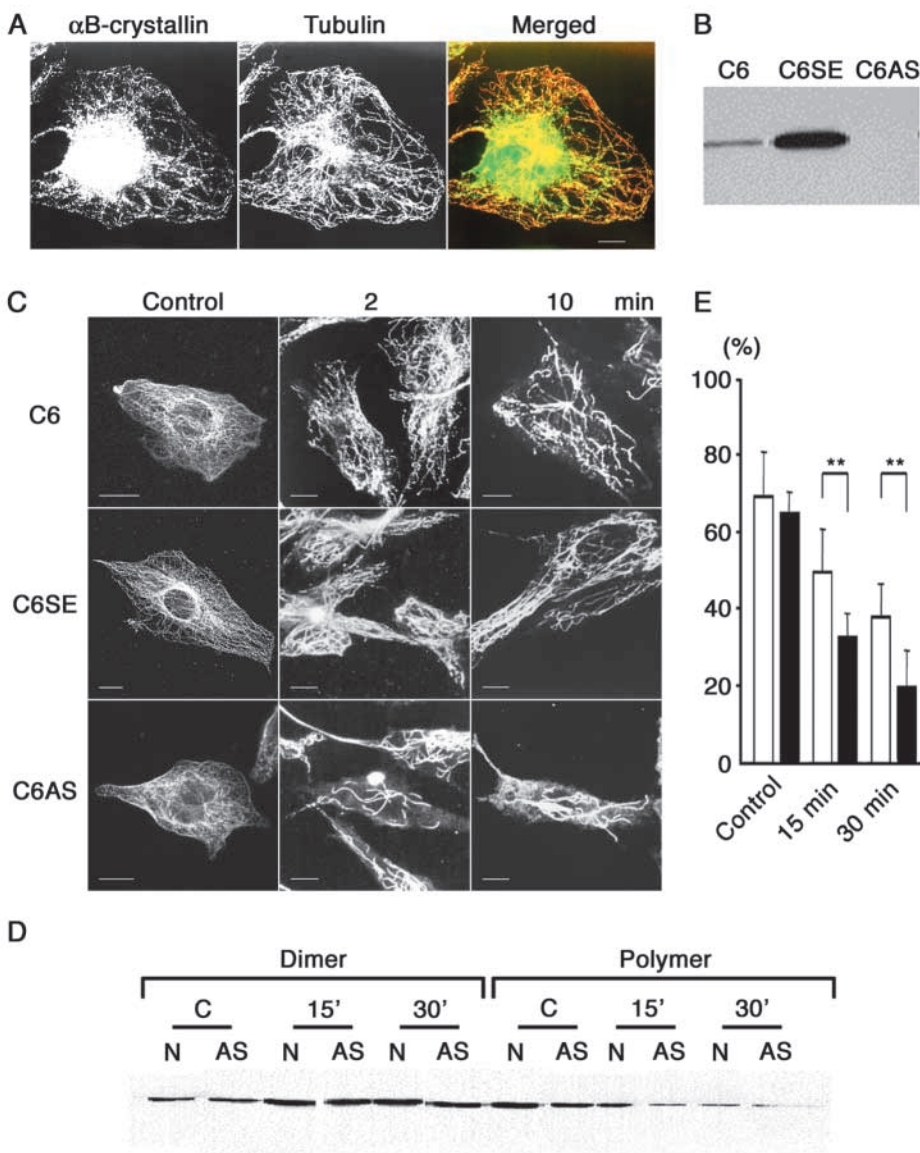 A
αB-crystallin Tubulin Merged
B
C6 C6SE C6AS
C
Control 2 10 min
C6
C6SE
C6AS
E
(%)
100
80
60
40
20
0
** **
Control 15 min 30 min
D
Dimer Polymer
C 15’ 30’ C 15’ 30’
N AS N AS N AS N AS N AS N AS